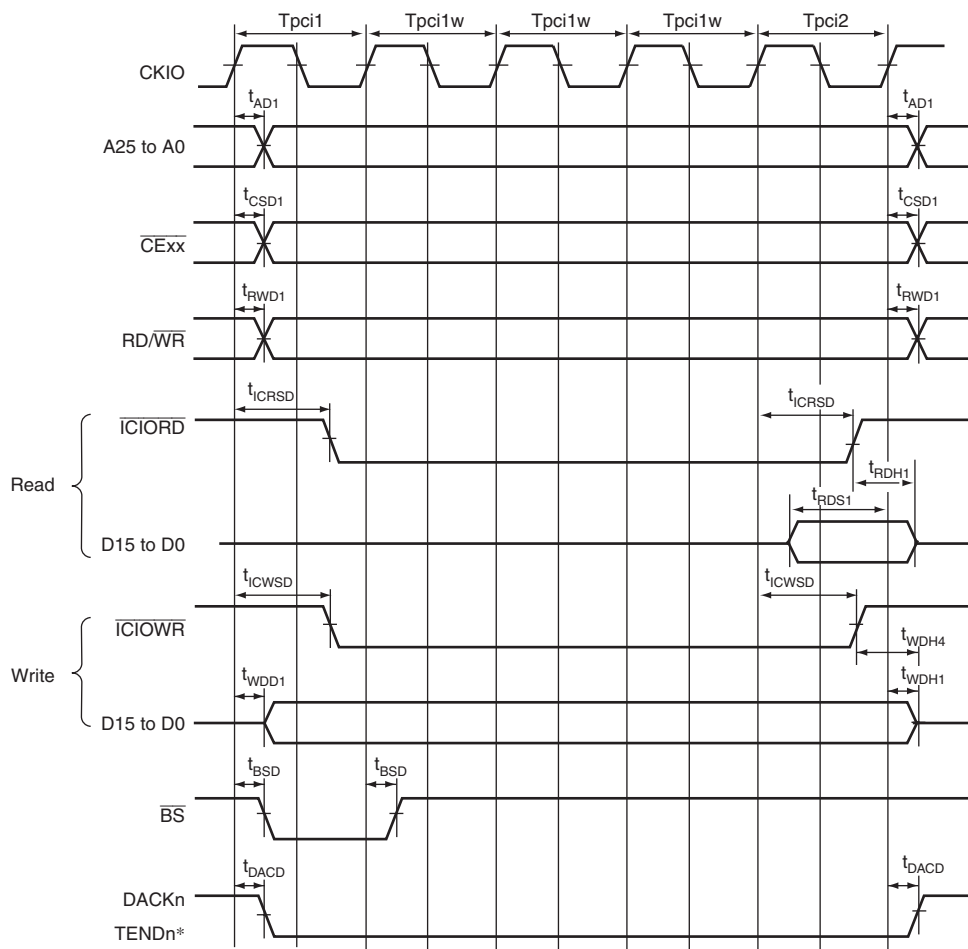 Tpci1 Tpci1w Tpci1w Tpci1w Tpci2
CKIO
tAD1 tAD1
A25 to A0
tCSD1 tCSD1
CExx
tRWD1 tRWD1
RD/WR
tICRSD tICRSD
ICIORD
tRDH1
Read
tRDS1
D15 to D0
tICWSD tICWSD
ICIOWR
tWDH4
Write
tWDD1 tWDH1
D15 to D0
tBSD tBSD
BS
tDACD tDACD
DACKn
TENDn*